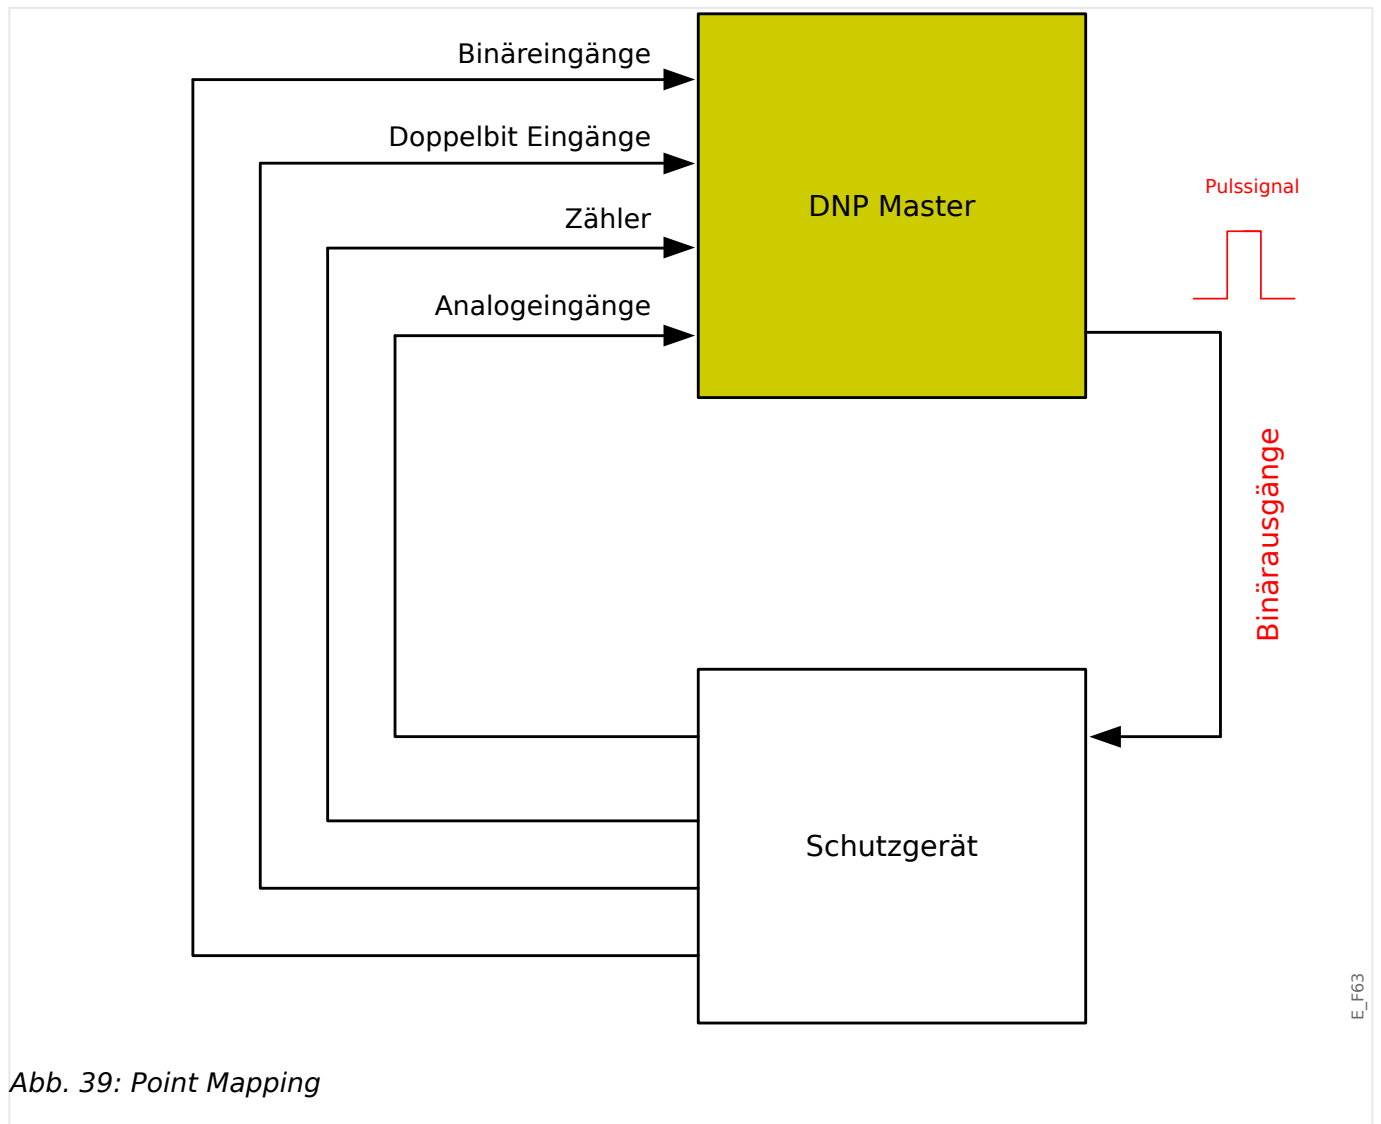 Binäreingänge
Doppelbit Eingänge
Zähler
Analogeingänge
DNP Master
Pulssignal
Binärausgänge
Schutzgerät
E_F63
Abb. 39: Point Mapping